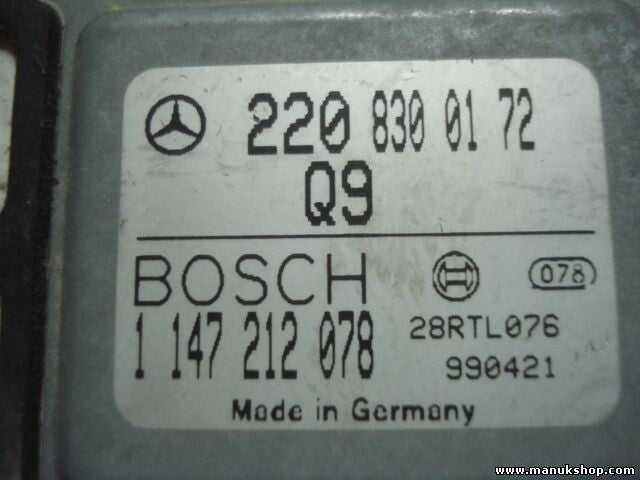 220 830 01 72
Q9
BOSCH 078
1 147 212 078 28RTL076
990421
Made in Germany
www.manukshop.com